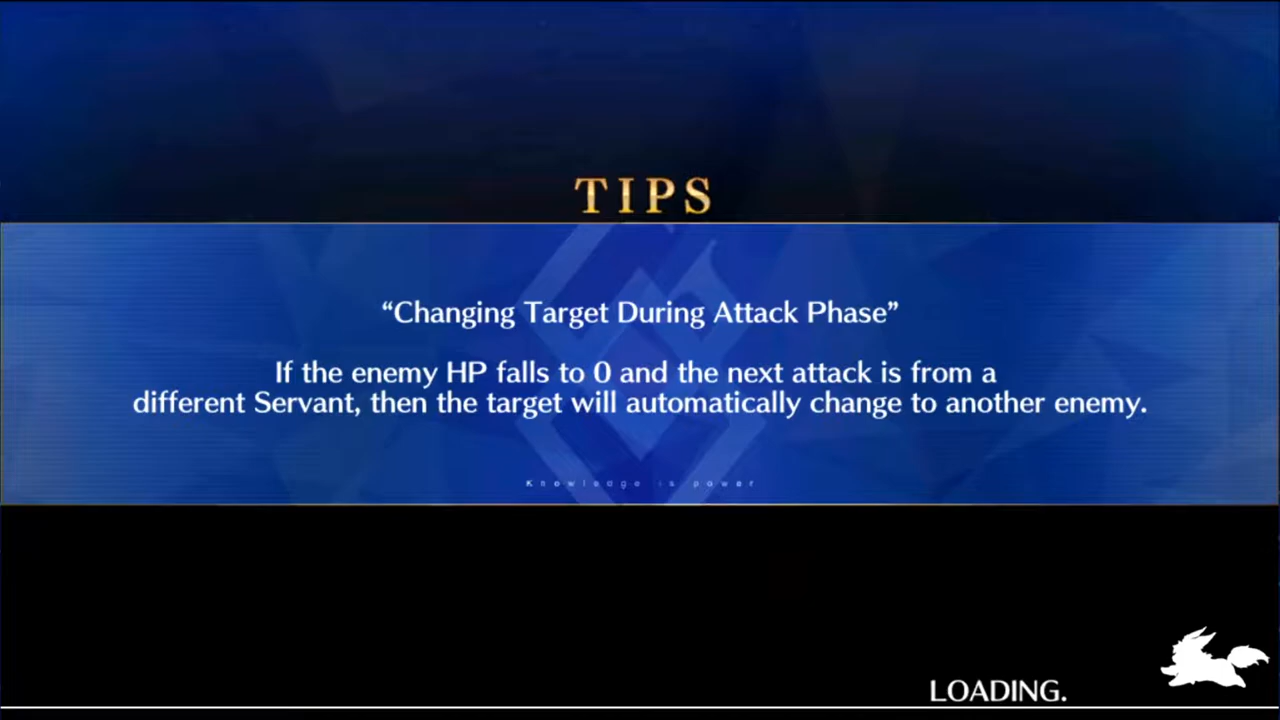 TIPS
“Changing Target During Attack Phase”
If the enemy HP falls to 0 and the next attack is from a
different Servant, then the target will automatically change to another enemy.
Knowledge is power
LOADING.